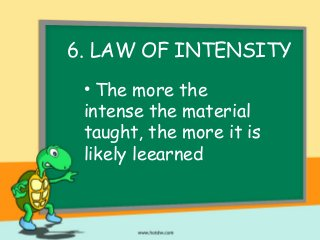 6. LAW OF INTENSITY
• The more the
intense the material
taught, the more it is
likely leearned
www.hotshe.com